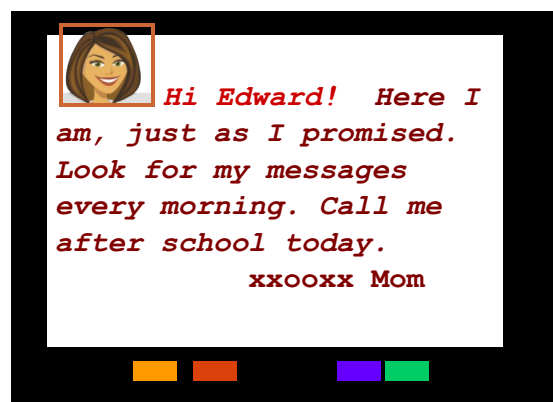 Hi Edward!  Here I
am, just as I promised.
Look for my messages
every morning. Call me
after school today.
xxooxx Mom